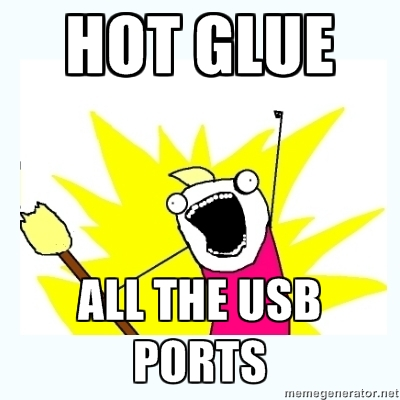 HOT GLUE
ALL THE USB
PORTS
memegenerator.net